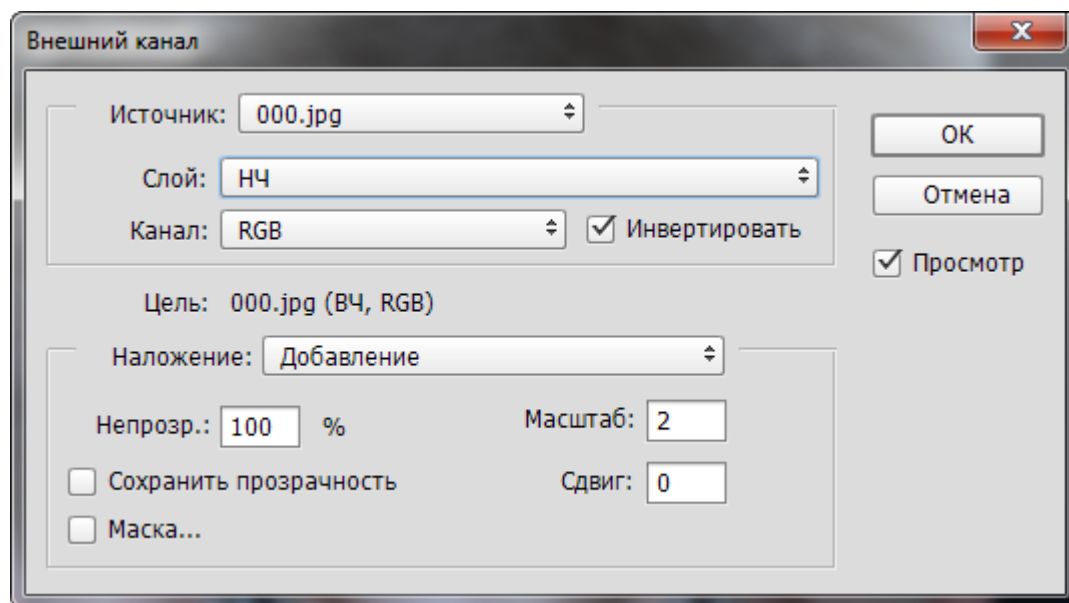 Внешний канал
Источник: 000.jpg
OK
Слой: НЧ
Отмена
Канал: RGB Инвертировать
Просмотр
Цель: 000.jpg (ВЧ, RGB)
Наложение: Добавление
Непрозр.: 100 % Масштаб: 2
Сохранить прозрачность Сдвиг: 0
Маска...